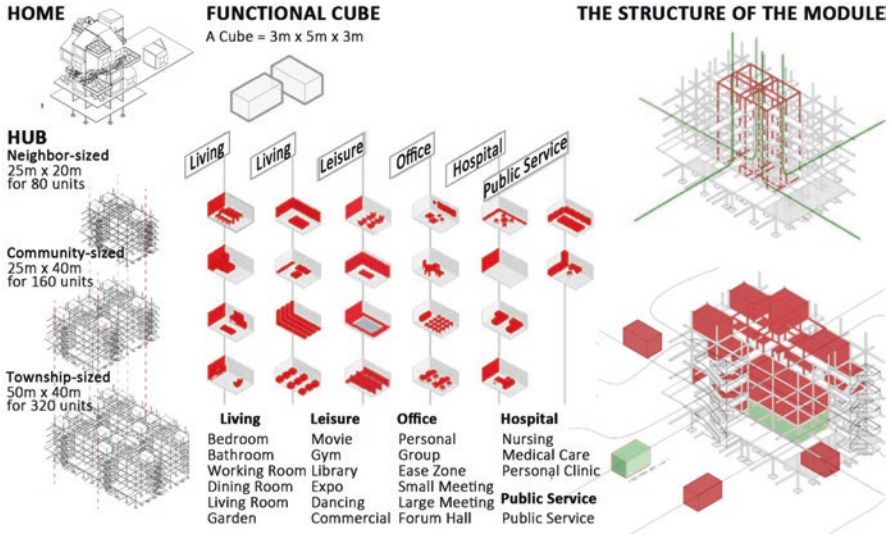 HOME
FUNCTIONAL CUBE
A Cube = 3m x 5m x 3m
THE STRUCTURE OF THE MODULE
HUB
Neighbor-sized
25m x 20m
for 80 units
Community-sized
25m x 40m
for 160 units
Township-sized
50m x 40m
for 320 units
Living
Living
Leisure
Office
Hospital
Public Service
Living
Bedroom
Bathroom
Working Room
Dining Room
Living Room
Garden
Leisure
Movie
Gym
Library
Expo
Dancing
Commercial
Office
Personal
Group
Ease Zone
Small Meeting
Large Meeting
Forum Hall
Hospital
Nursing
Medical Care
Personal Clinic
Public Service
Public Service